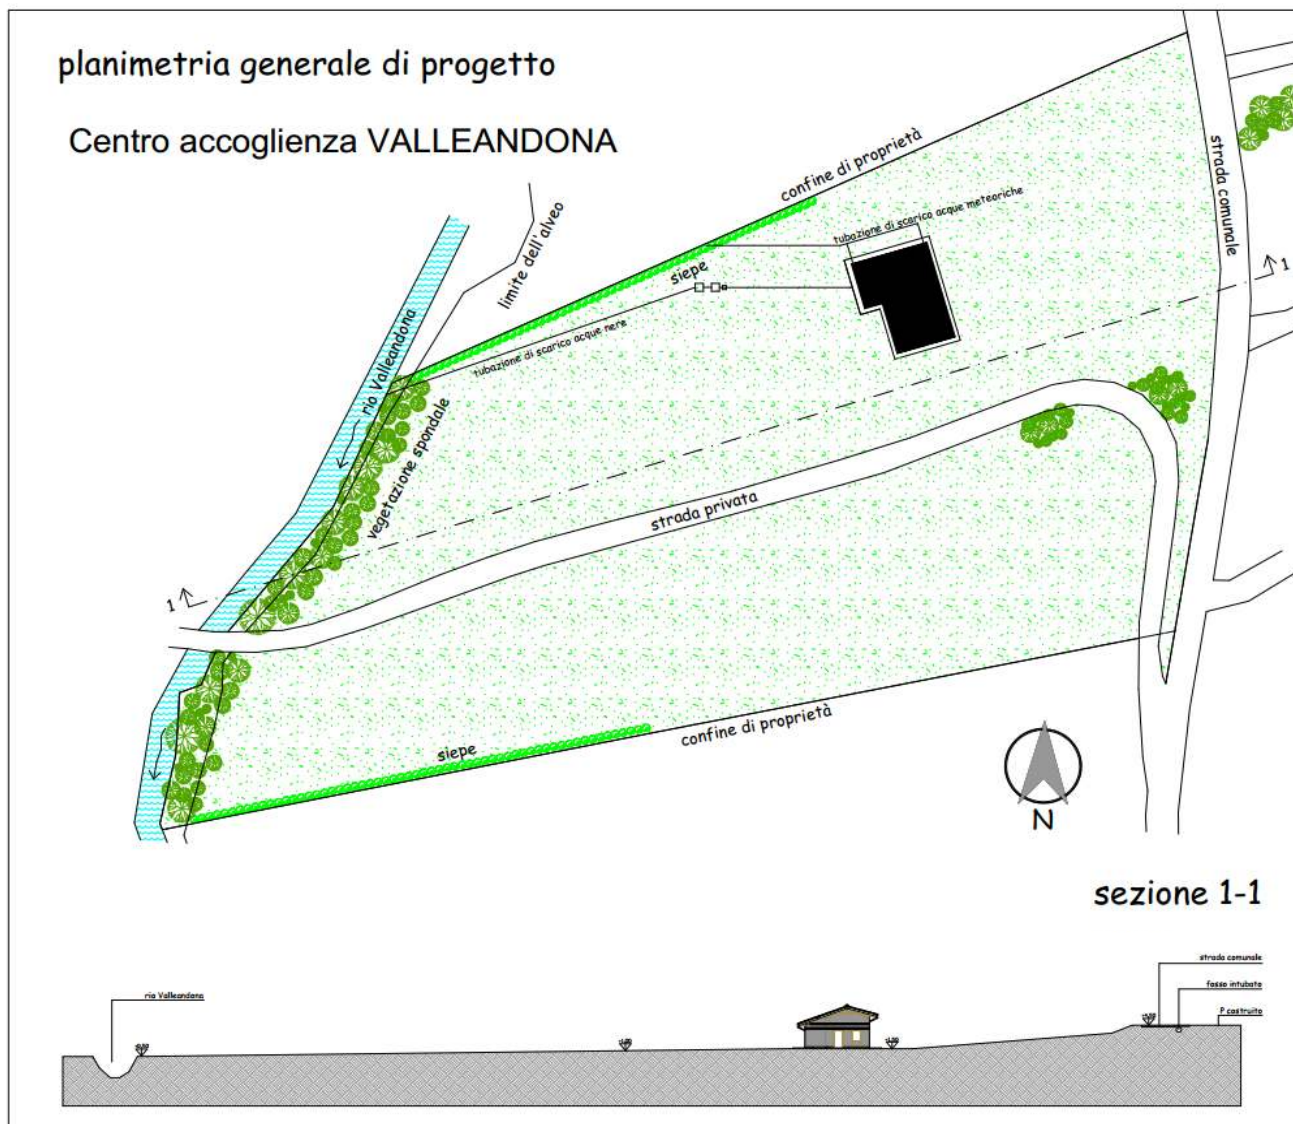 planimetria generale di progetto
Centro accoglienza VALLEANDONA
confine di proprietà
strada comunale
tubazione di scarico acque meteoriche
limite dell'alveo
siepe
1
rio Valleandona
tubazione di scarico acque nere
vegetazione spondale
strada privata
1
confine di proprietà
siepe
N
sezione 1-1
strada comunale
fosso intubato
rio Valleandona
P costruito